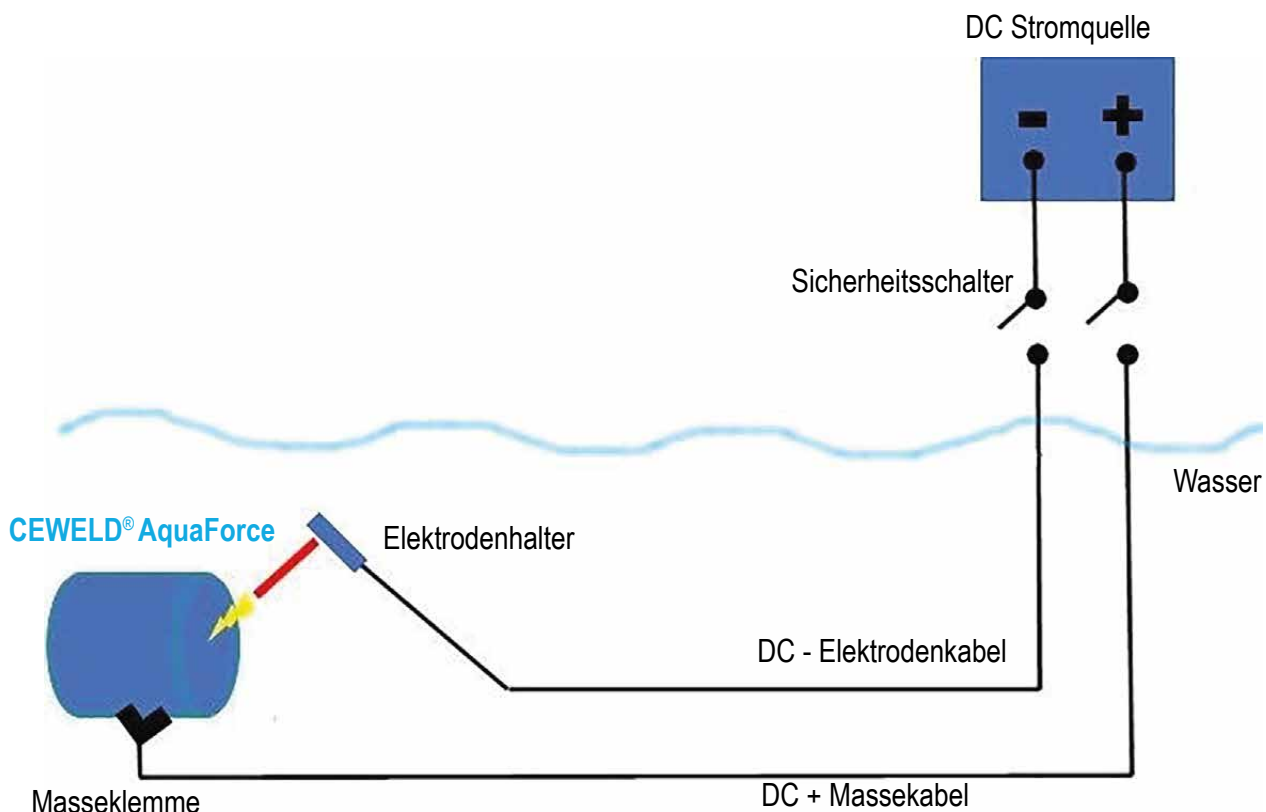 DC Stromquelle
- +
Sicherheitsschalter
Wasser
CEWELD® AquaForce
Elektrodenhalter
DC - Elektrodenkabel
DC + Massekabel
Masseklemme